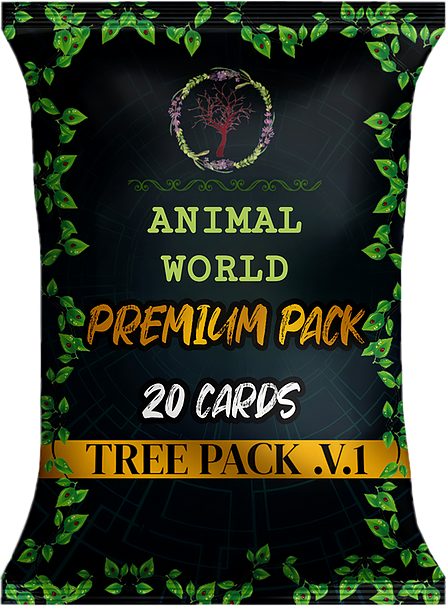 ANIMAL
WORLD
PREMIUM PACK
20 CARDS
TREE PACK .V.1